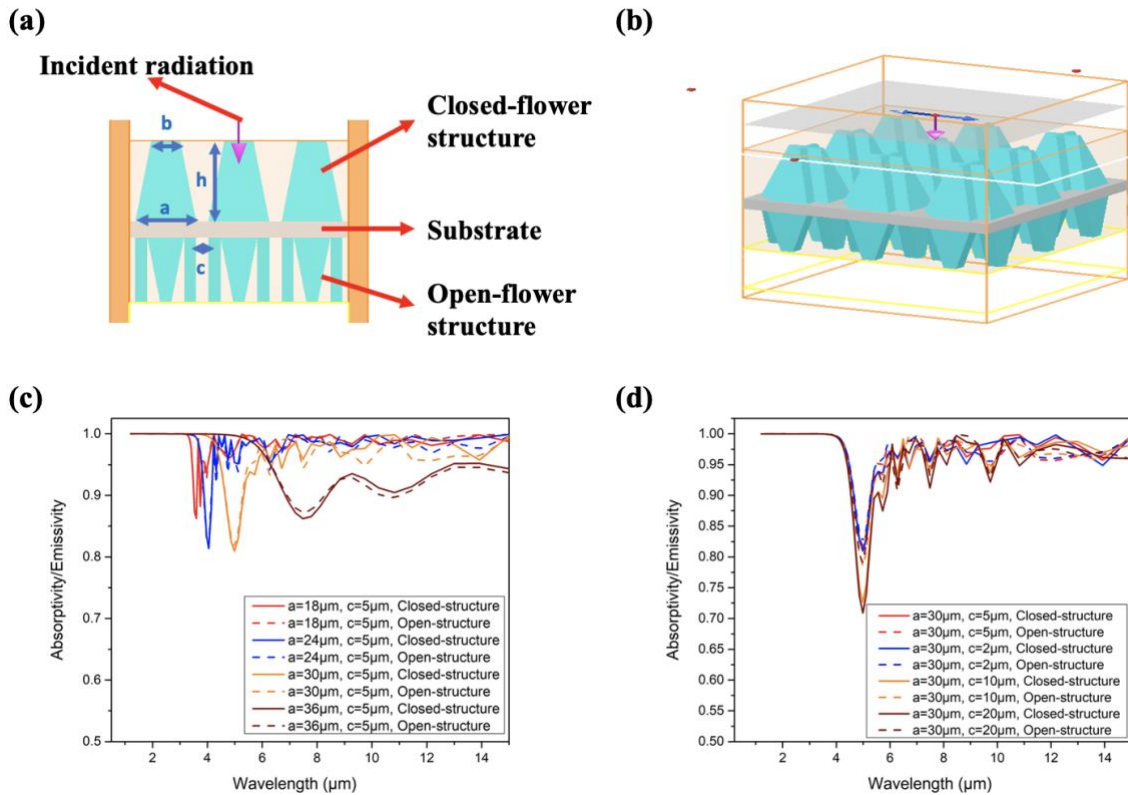 (a)
Incident radiation
Closed-flower
structure
b
h
a
Substrate
c
Open-flower
structure
(b)
(c)
1.0
0.9
0.8
0.7
0.6
0.5
Absorptivity/Emissivity
a=18μm, c=5μm, Closed-structure
a=18μm, c=5μm, Open-structure
a=24μm, c=5μm, Closed-structure
a=24μm, c=5μm, Open-structure
a=30μm, c=5μm, Closed-structure
a=30μm, c=5μm, Open-structure
a=36μm, c=5μm, Closed-structure
a=36μm, c=5μm, Open-structure
2 4 6 8 10 12 14
Wavelength (μm)
(d)
1.00
0.95
0.90
0.85
0.80
0.75
0.70
0.65
0.60
0.55
0.50
Absorptivity/Emissivity
a=30μm, c=5μm, Closed-structure
a=30μm, c=5μm, Open-structure
a=30μm, c=2μm, Closed-structure
a=30μm, c=2μm, Open-structure
a=30μm, c=10μm, Closed-structure
a=30μm, c=10μm, Open-structure
a=30μm, c=20μm, Closed-structure
a=30μm, c=20μm, Open-structure
2 4 6 8 10 12 14
Wavelength (μm)